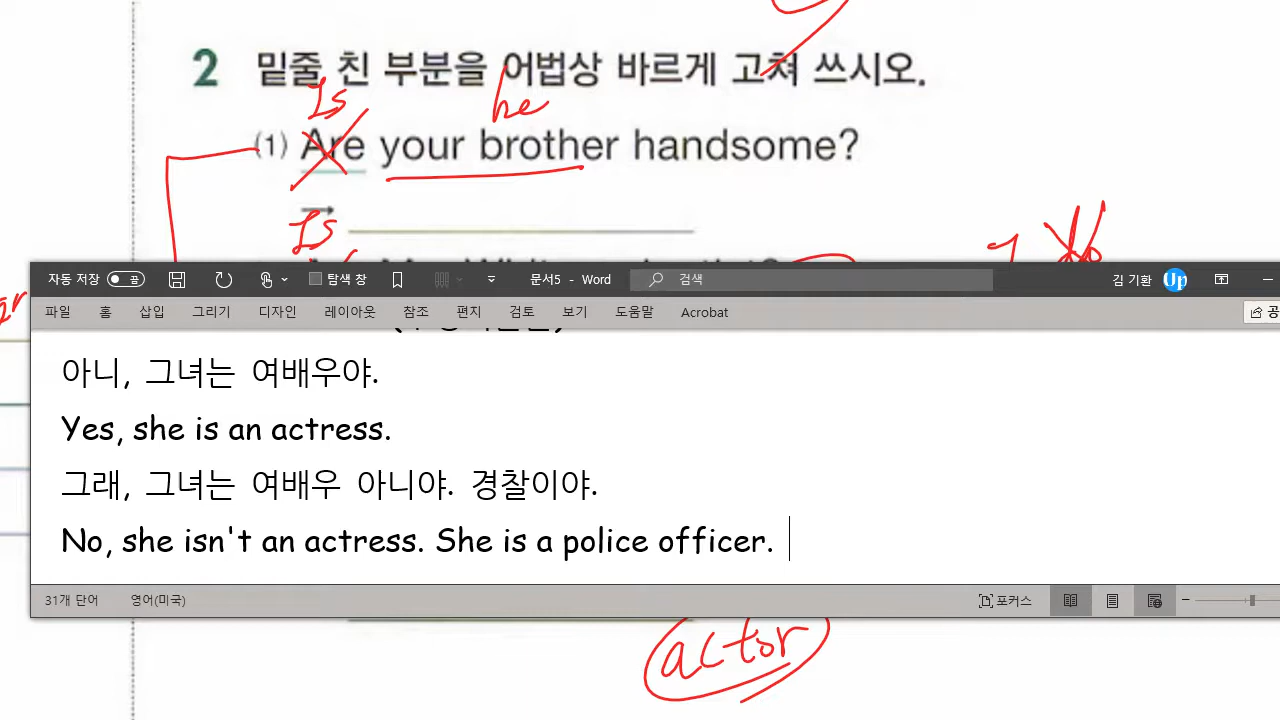 2 밑줄 친 부분을 어법상 바르게 고쳐 쓰시오.
Is he
(1) Are your brother handsome?
→
Is
자동 저장 끔 탐색 창 문서5 - Word 검색 김 기환 Up
파일 홈 삽입 그리기 디자인 레이아웃 참조 편지 검토 보기 도움말 Acrobat 공
아니, 그녀는 여배우야.
Yes, she is an actress.
그래, 그녀는 여배우 아니야. 경찰이야.
No, she isn't an actress. She is a police officer.
31개 단어 영어(미국) 포커스
actor